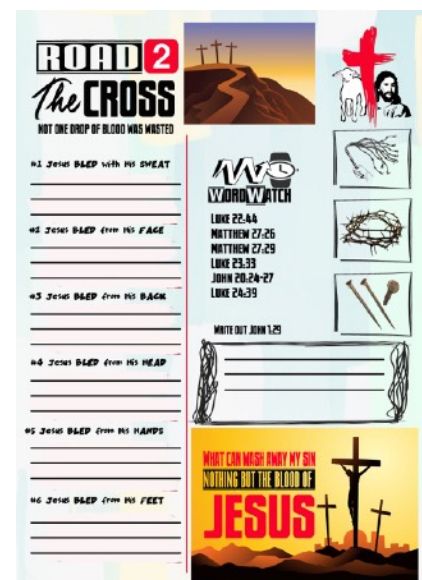 ROAD 2
The CROSS
NOT ONE DROP OF BLOOD WAS WASTED
#1 Jesus BLED with His SWEAT
#2 Jesus BLED from His FACE
#3 Jesus BLED from His BACK
#4 Jesus BLED from His HEAD
#5 Jesus BLED from His HANDS
#6 Jesus BLED from His FEET
WORDWATCH
LUKE 22:44
MATTHEW 27:26
MATTHEW 27:29
LUKE 23:33
JOHN 20:24-27
LUKE 24:39
WRITE OUT JOHN 1:29
WHAT CAN WASH AWAY MY SIN
NOTHING BUT THE BLOOD OF
JESUS